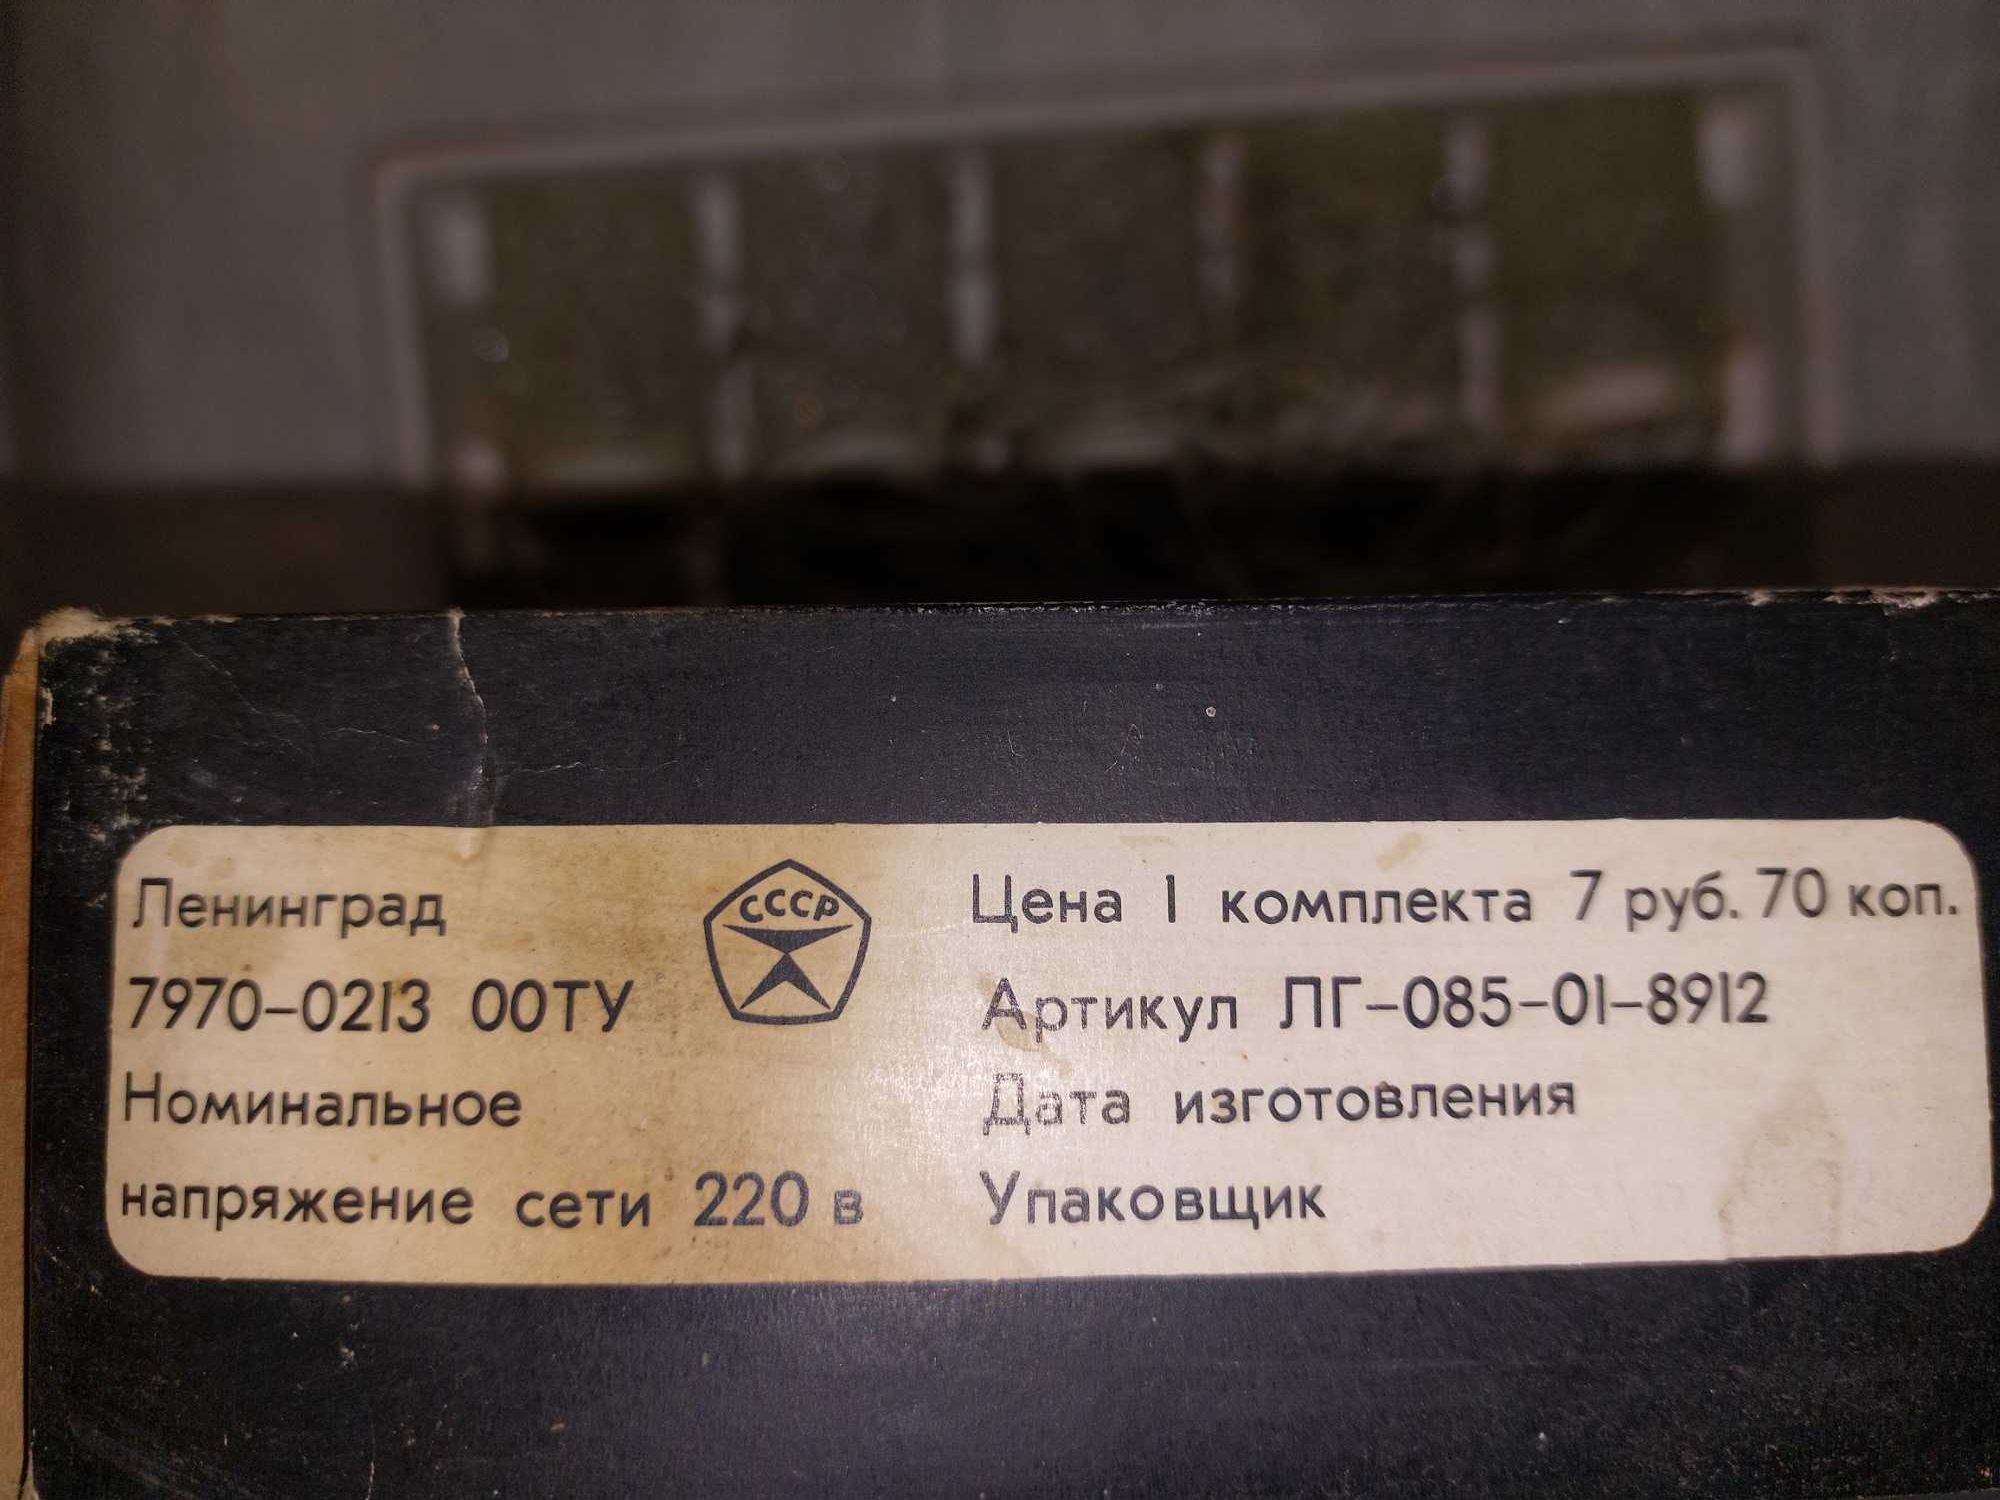 Ленинград
7970-0213 00ТУ
Номинальное
напряжение сети 220 в
СССР
Цена 1 комплекта 7 руб. 70 коп.
Артикул ЛГ-085-01-8912
Дата изготовления
Упаковщик